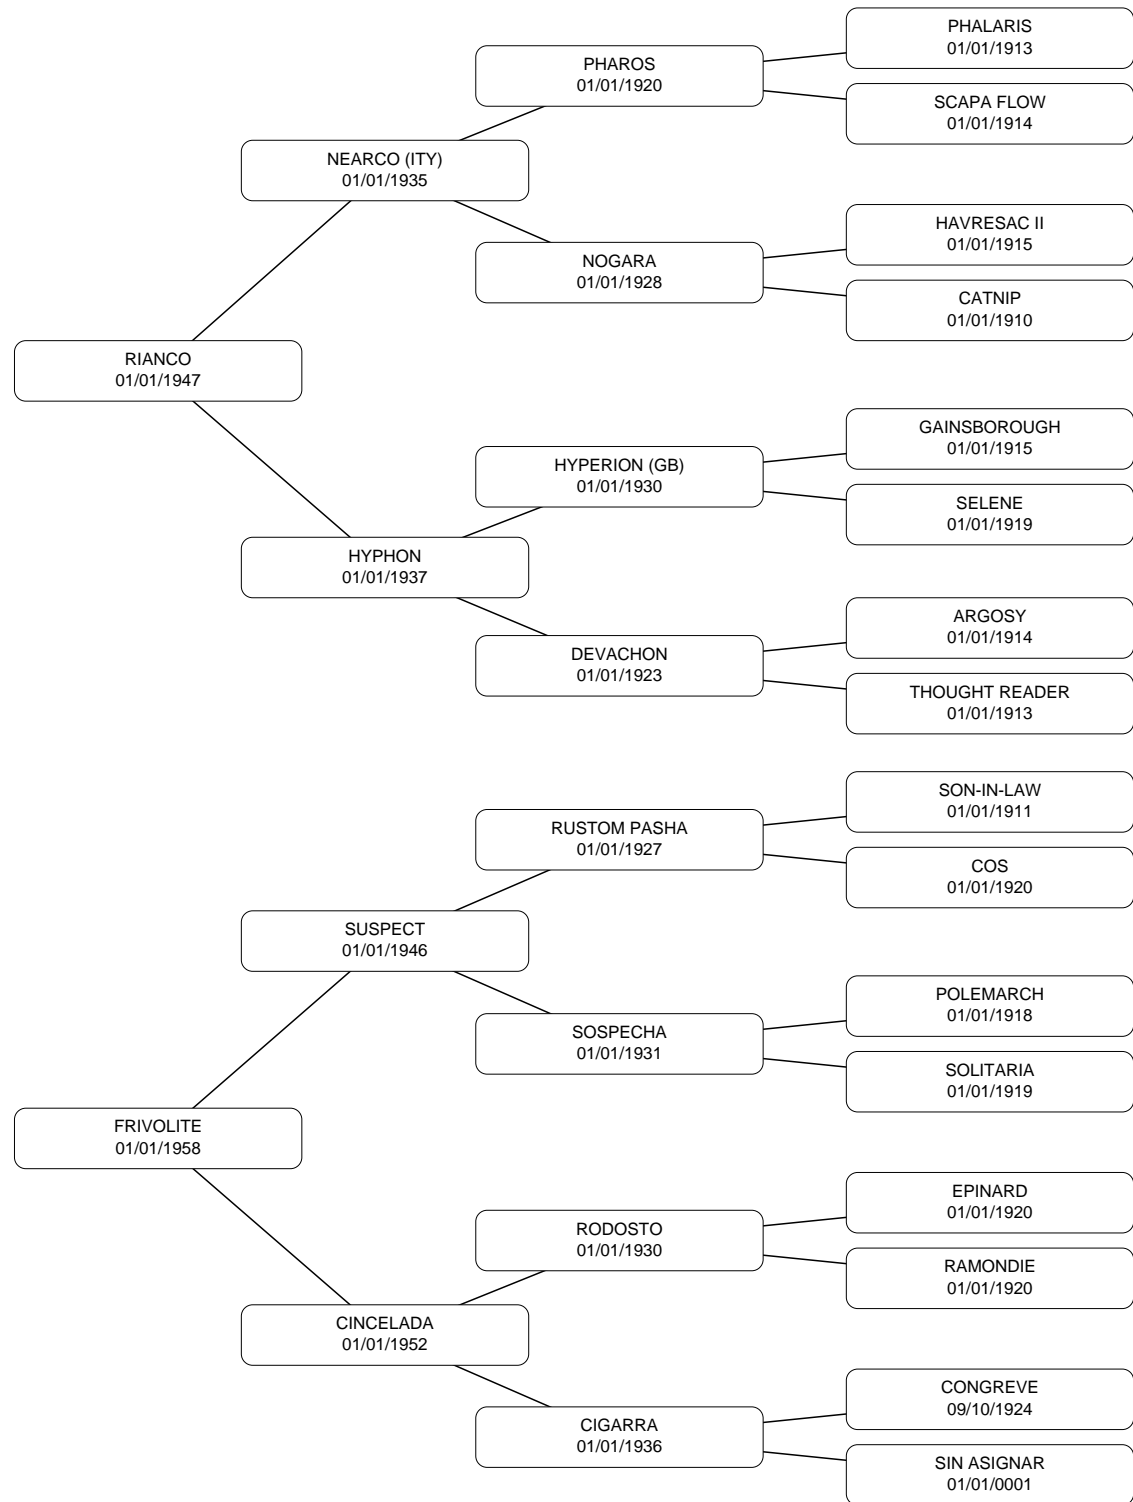 PHALARIS
01/01/1913
PHAROS
01/01/1920
SCAPA FLOW
01/01/1914
NEARCO (ITY)
01/01/1935
HAVRESAC II
01/01/1915
NOGARA
01/01/1928
CATNIP
01/01/1910
RIANCO
01/01/1947
GAINSBOROUGH
01/01/1915
HYPERION (GB)
01/01/1930
SELENE
01/01/1919
HYPHON
01/01/1937
ARGOSY
01/01/1914
DEVACHON
01/01/1923
THOUGHT READER
01/01/1913
SON-IN-LAW
01/01/1911
RUSTOM PASHA
01/01/1927
COS
01/01/1920
SUSPECT
01/01/1946
POLEMARCH
01/01/1918
SOSPECHA
01/01/1931
SOLITARIA
01/01/1919
FRIVOLITE
01/01/1958
EPINARD
01/01/1920
RODOSTO
01/01/1930
RAMONDIE
01/01/1920
CINCELADA
01/01/1952
CONGREVE
09/10/1924
CIGARRA
01/01/1936
SIN ASIGNAR
01/01/0001